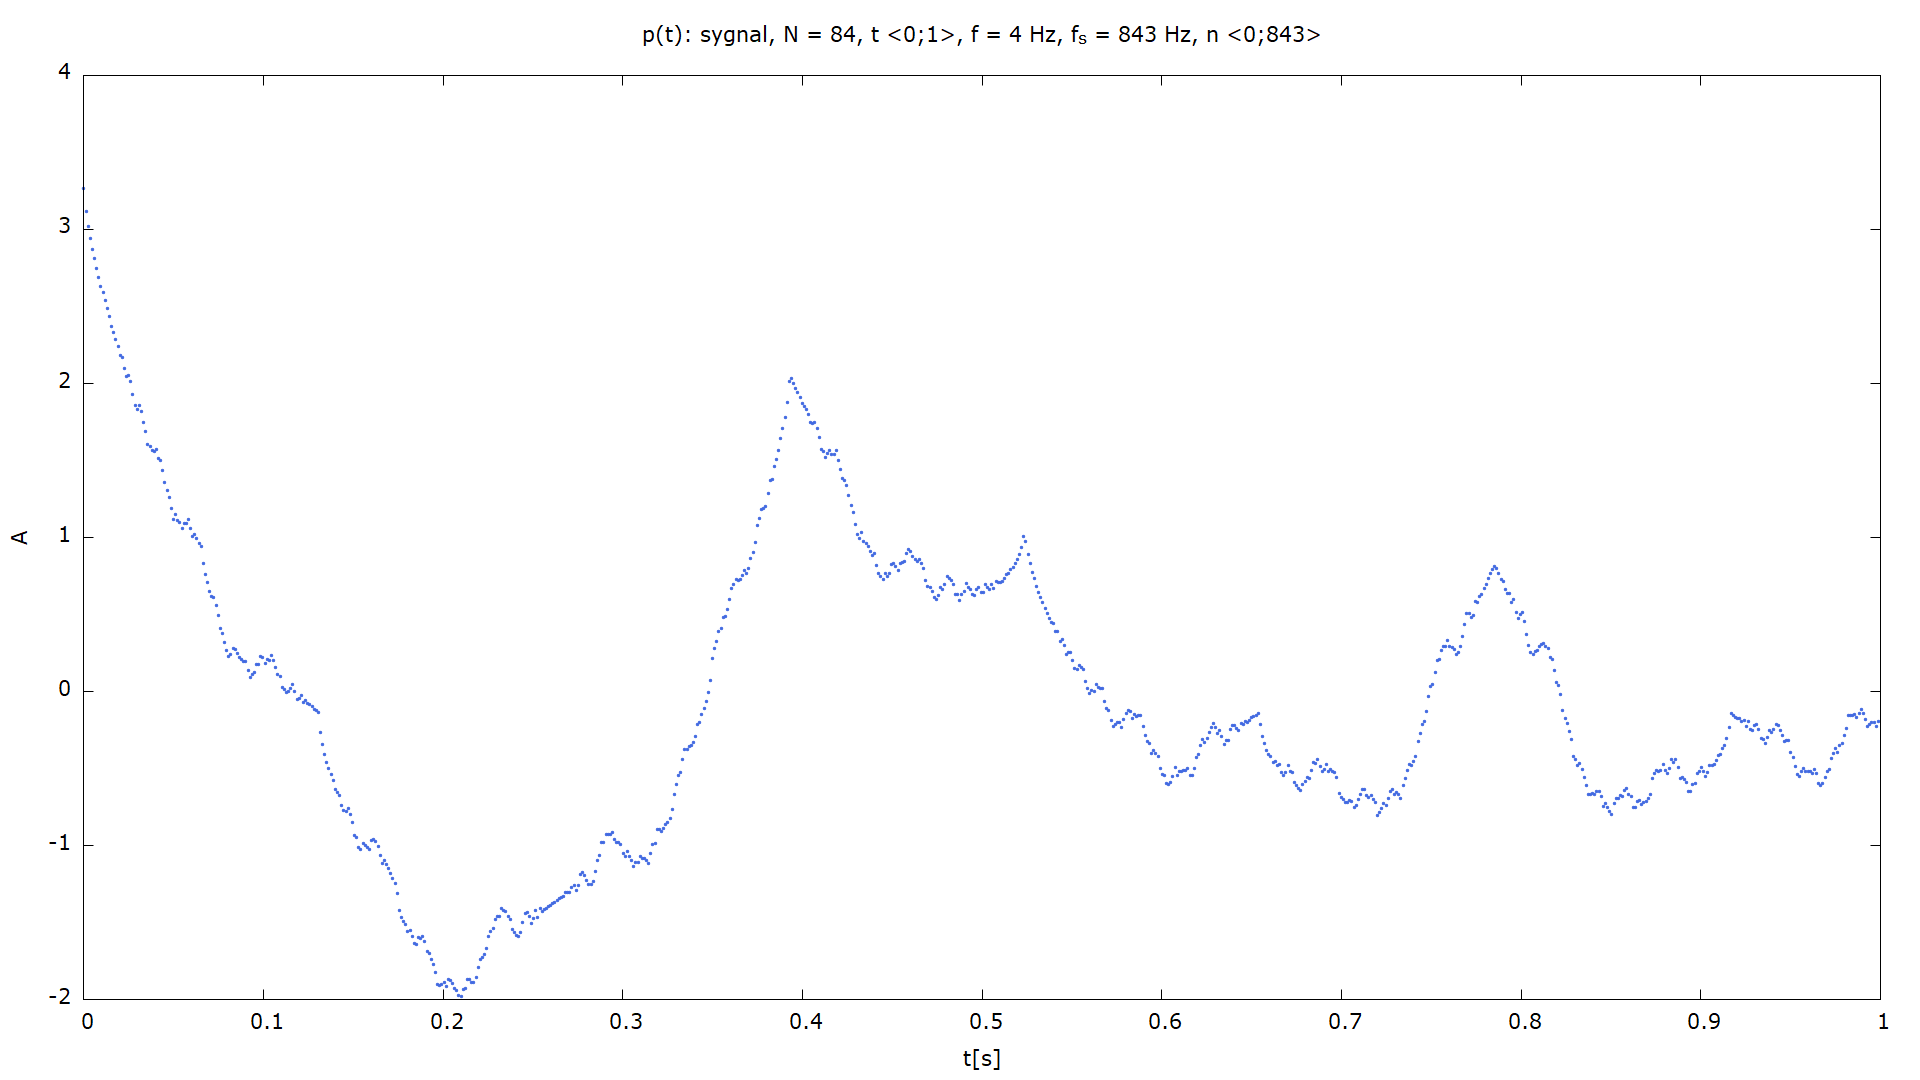 p(t): sygnal, N = 84, t <0;1>, f = 4 Hz, fₛ = 843 Hz, n <0;843>
4
3
2
1
0
-1
-2
A
0 0.1 0.2 0.3 0.4 0.5 0.6 0.7 0.8 0.9 1
t[s]